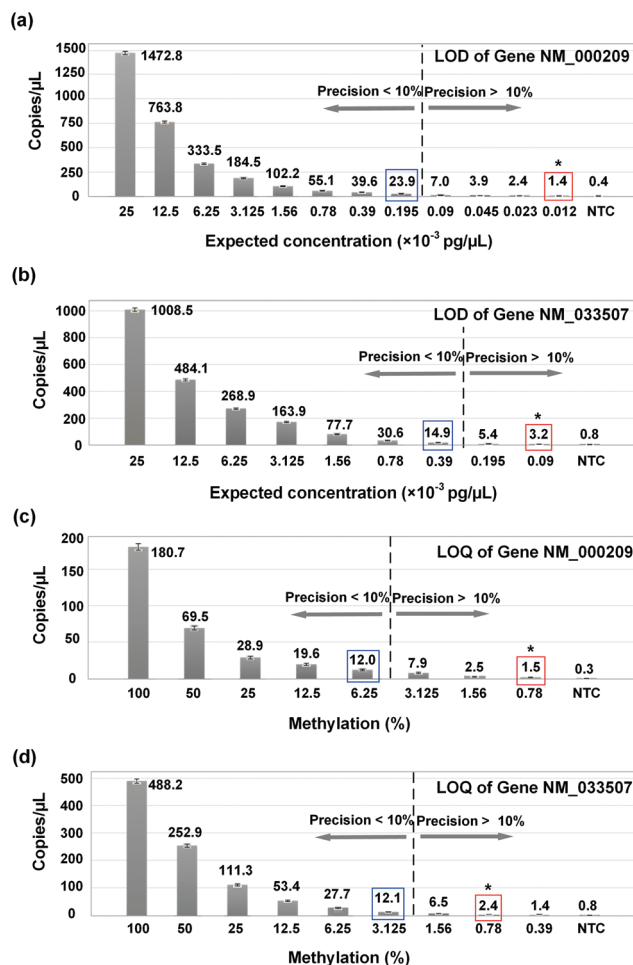 (a)
LOD of Gene NM_000209
Precision < 10% Precision > 10%
Copies/µL
1500
1250
1000
750
500
250
0
1472.8
763.8
333.5
184.5
102.2
55.1
39.6
23.9
7.0
3.9
2.4
*
1.4
0.4
25 12.5 6.25 3.125 1.56 0.78 0.39 0.195 0.09 0.045 0.023 0.012 NTC
Expected concentration (×10⁻³ pg/µL)
(b)
LOD of Gene NM_033507
Precision < 10% Precision > 10%
Copies/µL
1000
800
600
400
200
0
1008.5
484.1
268.9
163.9
77.7
30.6
14.9
5.4
*
3.2
0.8
25 12.5 6.25 3.125 1.56 0.78 0.39 0.195 0.09 NTC
Expected concentration (×10⁻³ pg/µL)
(c)
LOQ of Gene NM_000209
Precision < 10% Precision > 10%
Copies/µL
200
150
100
50
0
180.7
69.5
28.9
19.6
12.0
7.9
2.5
*
1.5
0.3
100 50 25 12.5 6.25 3.125 1.56 0.78 NTC
Methylation (%)
(d)
LOQ of Gene NM_033507
Precision < 10% Precision > 10%
Copies/µL
500
400
300
200
100
0
488.2
252.9
111.3
53.4
27.7
12.1
6.5
*
2.4
1.4
0.8
100 50 25 12.5 6.25 3.125 1.56 0.78 0.39 NTC
Methylation (%)